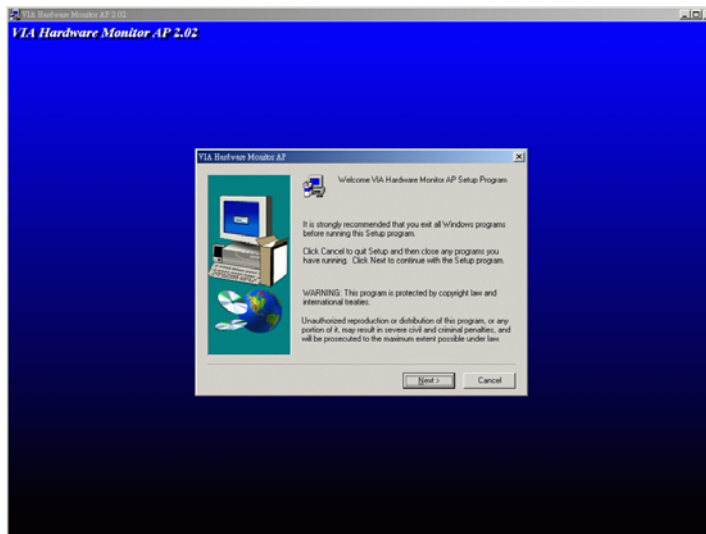 VIA Hardware Monitor AP 2.02
VIA Hardware Monitor AP 2.02
VIA Hardware Monitor AP
Welcome VIA Hardware Monitor AP Setup Program
It is strongly recommended that you exit all Windows programs
before running this Setup program.
Click Cancel to quit Setup and then close any programs you
have running. Click Next to continue with the Setup program.
WARNING: This program is protected by copyright law and
international treaties.
Unauthorized reproduction or distribution of this program, or any
portion of it, may result in severe civil and criminal penalties, and
will be prosecuted to the maximum extent possible under law.
Next >
Cancel